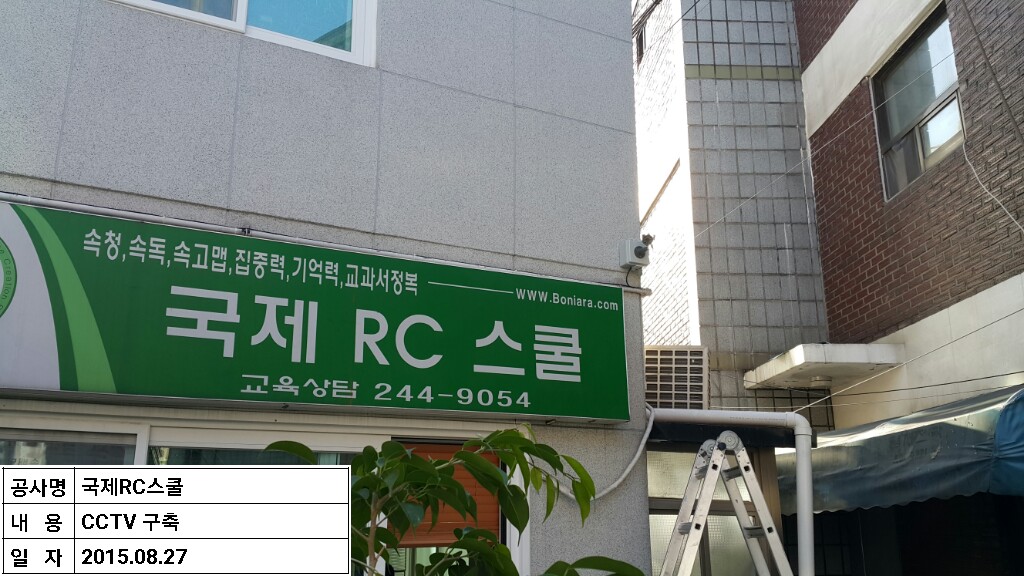 속청,속독,속고맵,집중력,기억력,교과서정복
www.Boniara.com
국제 RC 스쿨
교육상담 244-9054
공사명 국제RC스쿨
내 용 CCTV 구축
일 자 2015.08.27